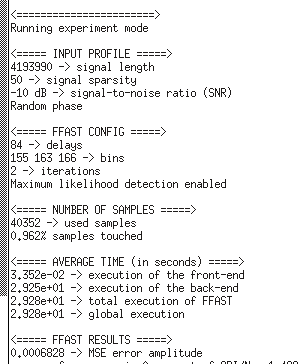 <======================>
Running experiment mode
<===== INPUT PROFILE =====>
4193990 -> signal length
50 -> signal sparsity
-10 dB -> signal-to-noise ratio (SNR)
Random phase
<===== FFAST CONFIG =====>
84 -> delays
155 163 166 -> bins
2 -> iterations
Maximum likelihood detection enabled
<===== NUMBER OF SAMPLES =====>
40352 -> used samples
0.962% samples touched
<===== AVERAGE TIME (in seconds) =====>
3.352e-02 -> execution of the front-end
2.925e+01 -> execution of the back-end
2.928e+01 -> total execution of FFAST
2.928e+01 -> global execution
<===== FFAST RESULTS =====>
0.0006828 -> MSE error amplitude